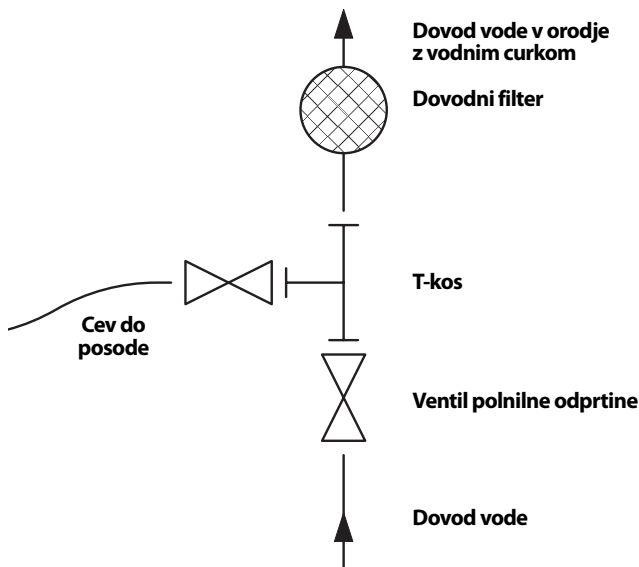 Dovod vode v orodje
z vodnim curkom
Dovodni filter
T-kos
Cev do
posode
Ventil polnilne odprtine
Dovod vode